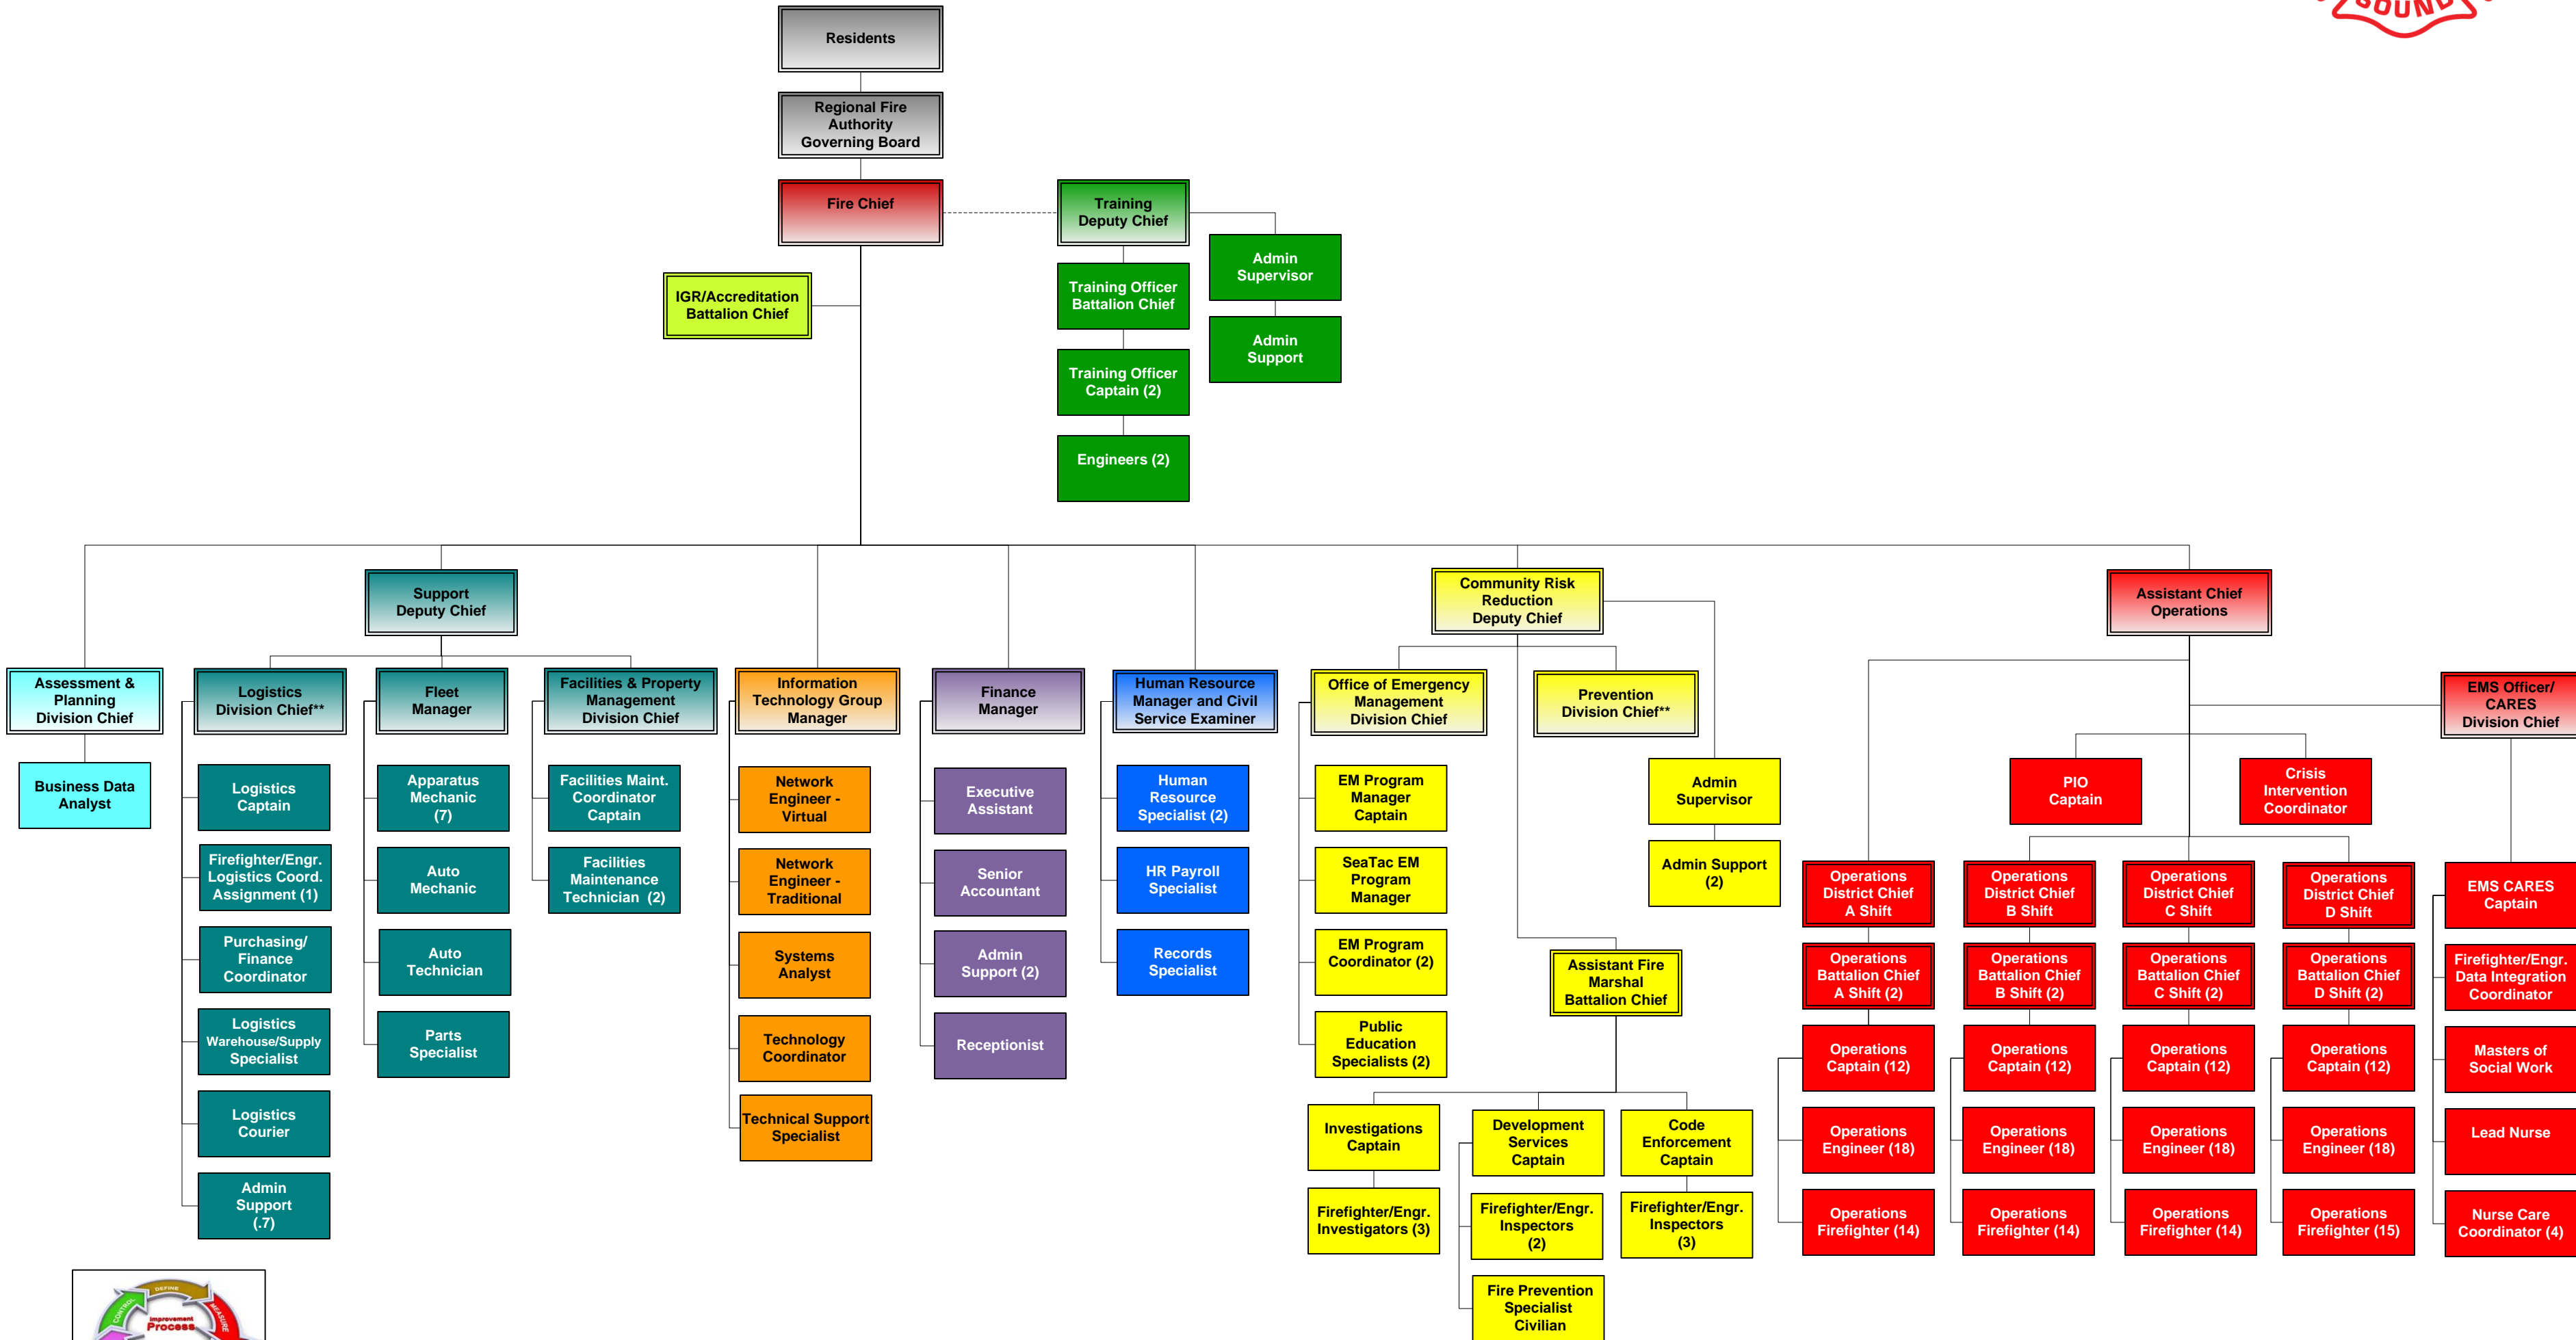 SOUND
Residents
Regional Fire
Authority
Governing Board
Fire Chief
Training
Deputy Chief
IGR/Accreditation
Battalion Chief
Training Officer
Battalion Chief
Training Officer
Captain (2)
Engineers (2)
Admin
Supervisor
Admin
Support
Support
Deputy Chief
Community Risk
Reduction
Deputy Chief
Assistant Chief
Operations
Assessment &
Planning
Division Chief
Business Data
Analyst
Logistics
Division Chief**
Logistics
Captain
Firefighter/Engr.
Logistics Coord.
Assignment (1)
Purchasing/
Finance
Coordinator
Logistics
Warehouse/Supply
Specialist
Logistics
Courier
Admin
Support
(.7)
Fleet
Manager
Apparatus
Mechanic
(7)
Auto
Mechanic
Auto
Technician
Parts
Specialist
Facilities & Property
Management
Division Chief
Facilities Maint.
Coordinator
Captain
Facilities
Maintenance
Technician (2)
Information
Technology Group
Manager
Network
Engineer -
Virtual
Network
Engineer -
Traditional
Systems
Analyst
Technology
Coordinator
Technical Support
Specialist
Finance
Manager
Executive
Assistant
Senior
Accountant
Admin
Support (2)
Receptionist
Human Resource
Manager and Civil
Service Examiner
Human
Resource
Specialist (2)
HR Payroll
Specialist
Records
Specialist
Office of Emergency
Management
Division Chief
EM Program
Manager
Captain
SeaTac EM
Program
Manager
EM Program
Coordinator (2)
Public
Education
Specialists (2)
Prevention
Division Chief**
Admin
Supervisor
Admin Support
(2)
Assistant Fire
Marshal
Battalion Chief
Investigations
Captain
Firefighter/Engr.
Investigators (3)
Development
Services
Captain
Firefighter/Engr.
Inspectors
(2)
Fire Prevention
Specialist
Civilian
Code
Enforcement
Captain
Firefighter/Engr.
Inspectors
(3)
PIO
Captain
Crisis
Intervention
Coordinator
Operations
District Chief
A Shift
Operations
Battalion Chief
A Shift (2)
Operations
Captain (12)
Operations
Engineer (18)
Operations
Firefighter (14)
Operations
District Chief
B Shift
Operations
Battalion Chief
B Shift (2)
Operations
Captain (12)
Operations
Engineer (18)
Operations
Firefighter (14)
Operations
District Chief
C Shift
Operations
Battalion Chief
C Shift (2)
Operations
Captain (12)
Operations
Engineer (18)
Operations
Firefighter (14)
Operations
District Chief
D Shift
Operations
Battalion Chief
D Shift (2)
Operations
Captain (12)
Operations
Engineer (18)
Operations
Firefighter (15)
EMS Officer/
CARES
Division Chief
EMS CARES
Captain
Firefighter/Engr.
Data Integration
Coordinator
Masters of
Social Work
Lead Nurse
Nurse Care
Coordinator (4)
DEFINE
CONTROL
MEASURE
Improvement
Process